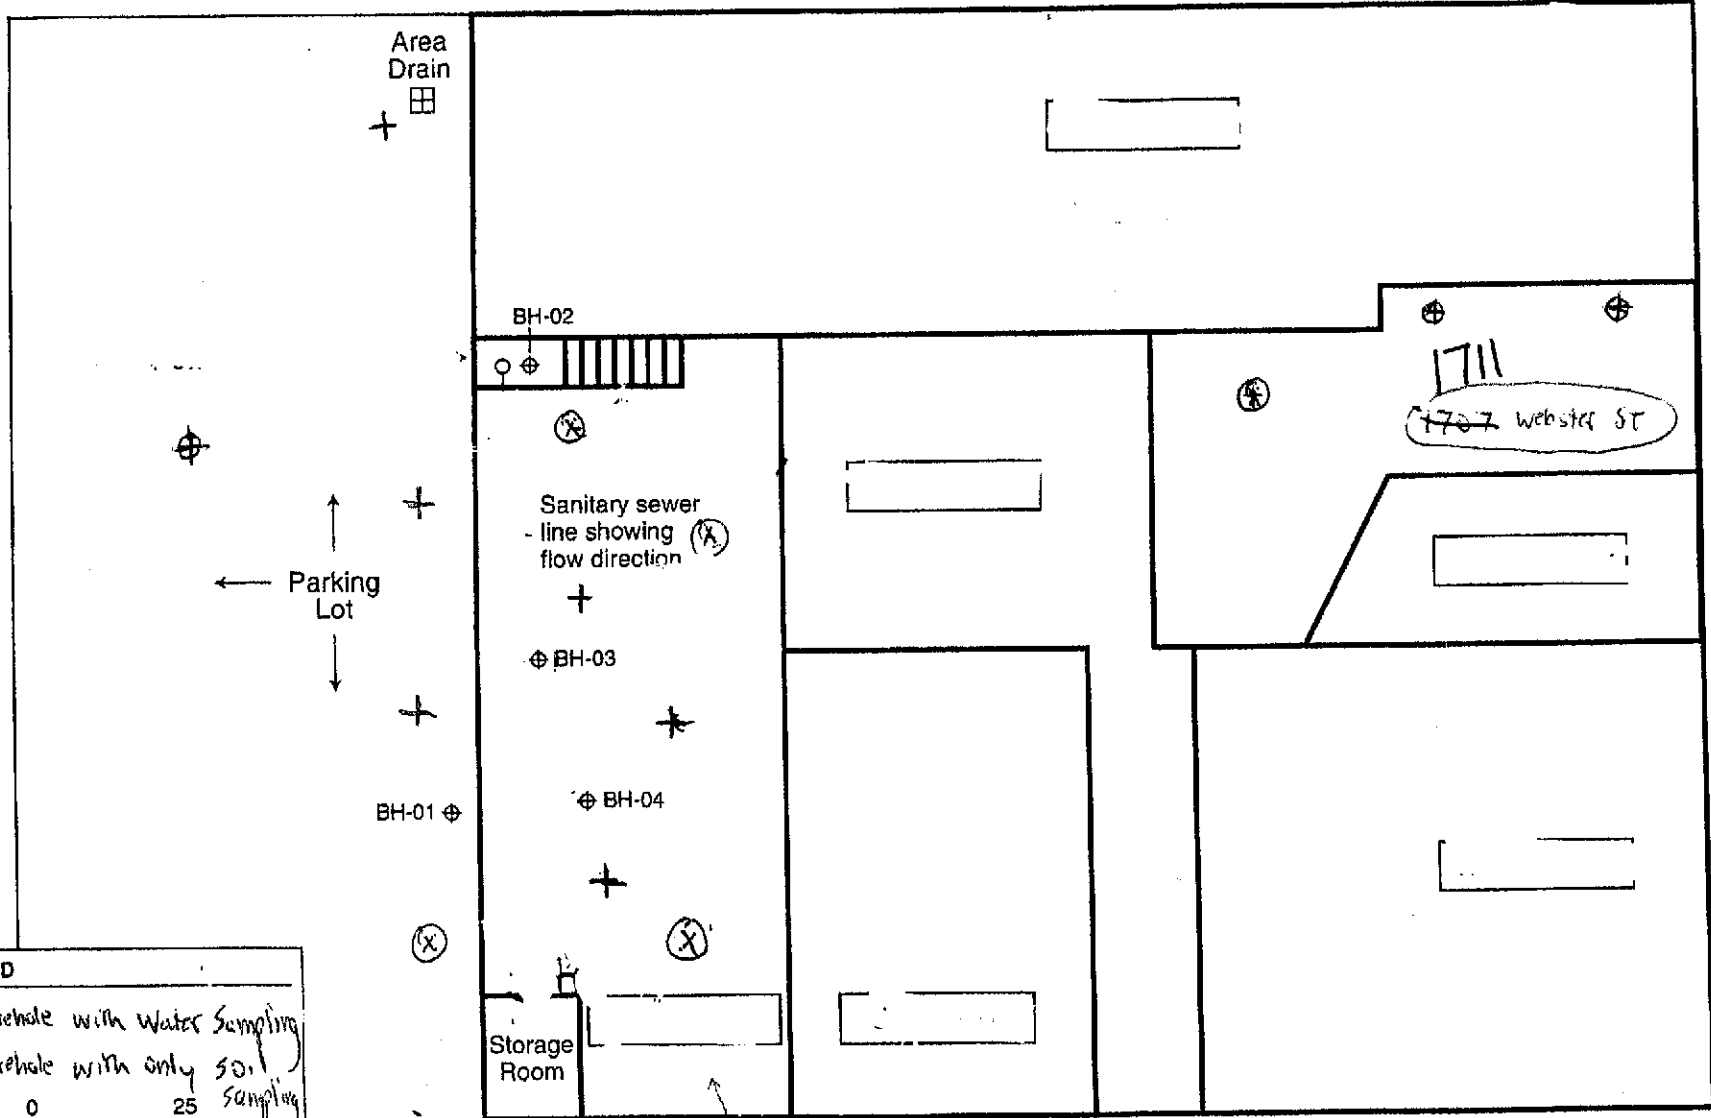 Area
Drain
BH-02
1711
1707 Webster ST
Sanitary sewer
line showing
flow direction
Parking
Lot
BH-03
BH-04
BH-01
D
ehole with Water Sampling
ehole with only soil
sampling
0 25
Storage
Room